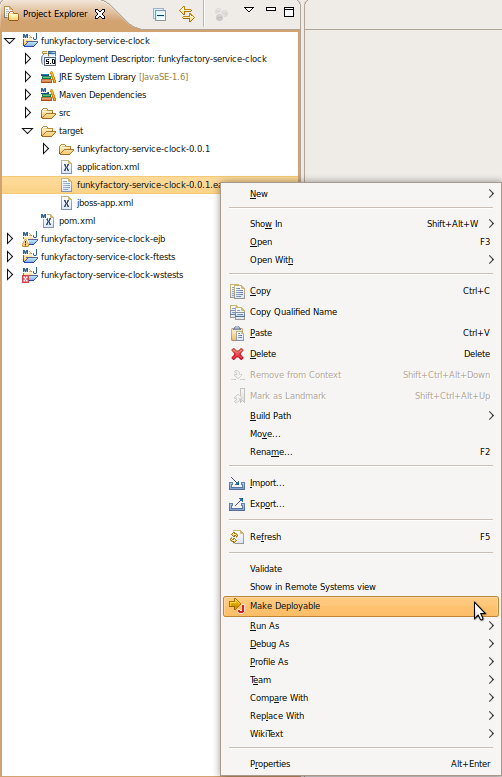 Project Explorer
funkyfactory-service-clock
Deployment Descriptor: funkyfactory-service-clock
JRE System Library [JavaSE-1.6]
Maven Dependencies
src
target
funkyfactory-service-clock-0.0.1
application.xml
funkyfactory-service-clock-0.0.1.ea
jboss-app.xml
pom.xml
funkyfactory-service-clock-ejb
funkyfactory-service-clock-ftests
funkyfactory-service-clock-wstests
New
Show In Shift+Alt+W
Open F3
Open With
Copy Ctrl+C
Copy Qualified Name
Paste Ctrl+V
Delete Delete
Remove from Context Shift+Ctrl+Alt+Down
Mark as Landmark Shift+Ctrl+Alt+Up
Build Path
Move...
Rename... F2
Import...
Export...
Refresh F5
Validate
Show in Remote Systems view
Make Deployable
Run As
Debug As
Profile As
Team
Compare With
Replace With
WikiText
Properties Alt+Enter